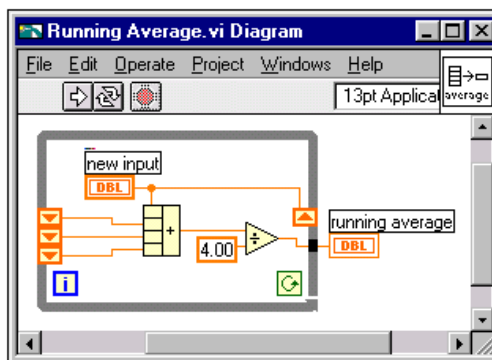 Running Average.vi Diagram
File Edit Operate Project Windows Help
13pt Applicat
average
new input
DBL
+
4.00
÷
running average
DBL
i